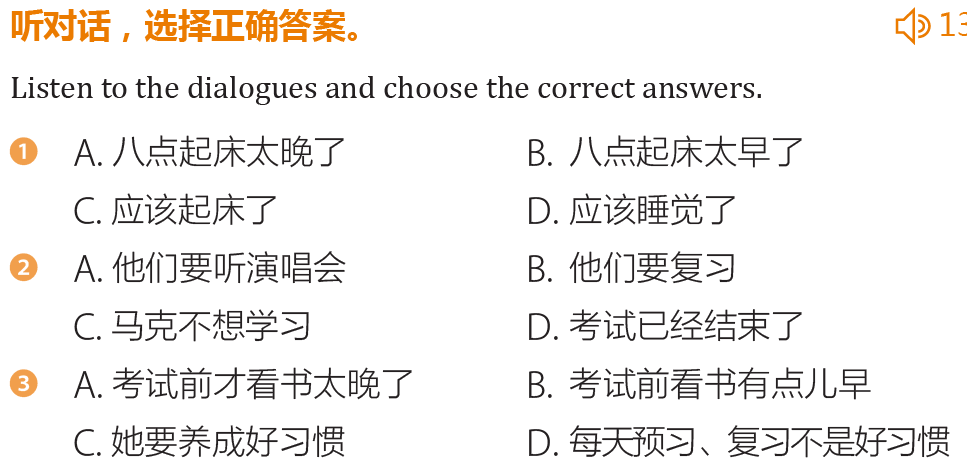 听对话，选择正确答案。 13
Listen to the dialogues and choose the correct answers.
1 A. 八点起床太晚了 B. 八点起床太早了
C. 应该起床了 D. 应该睡觉了
2 A. 他们要听演唱会 B. 他们要复习
C. 马克不想学习 D. 考试已经结束了
3 A. 考试前才看书太晚了 B. 考试前看书有点儿早
C. 她要养成好习惯 D. 每天预习、复习不是好习惯